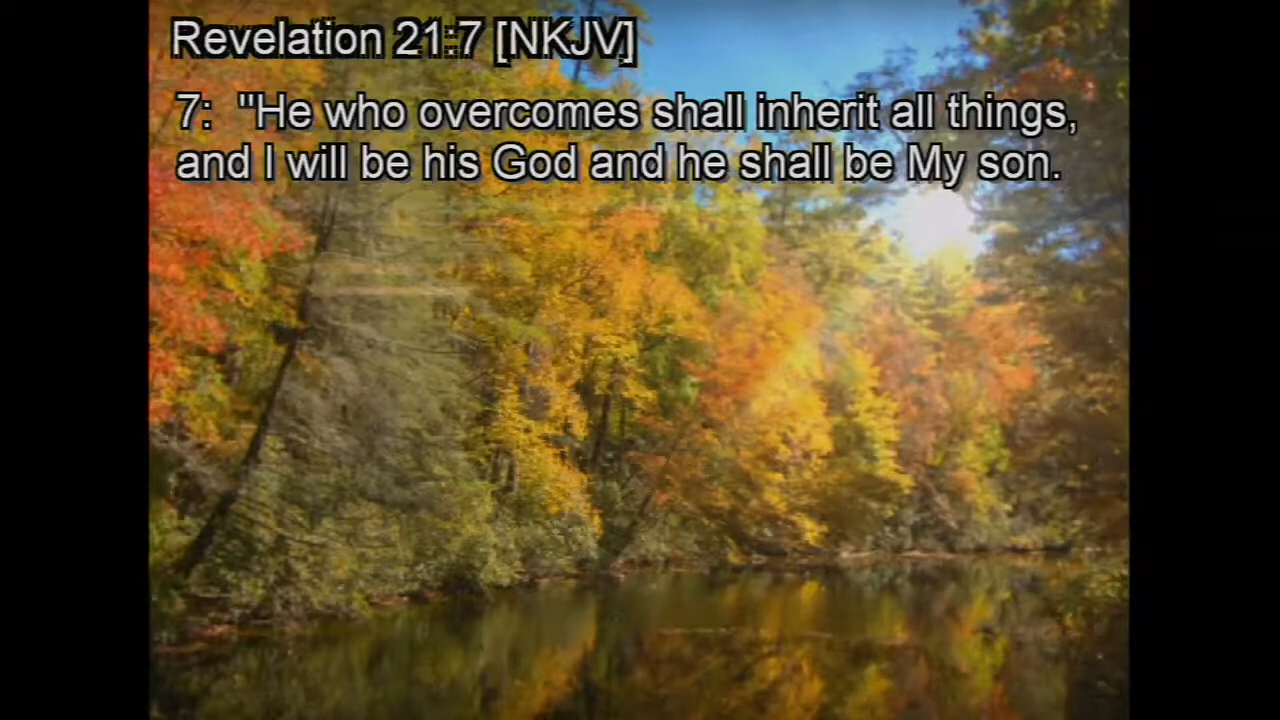 Revelation 21:7 [NKJV]
7:  "He who overcomes shall inherit all things,
and I will be his God and he shall be My son.